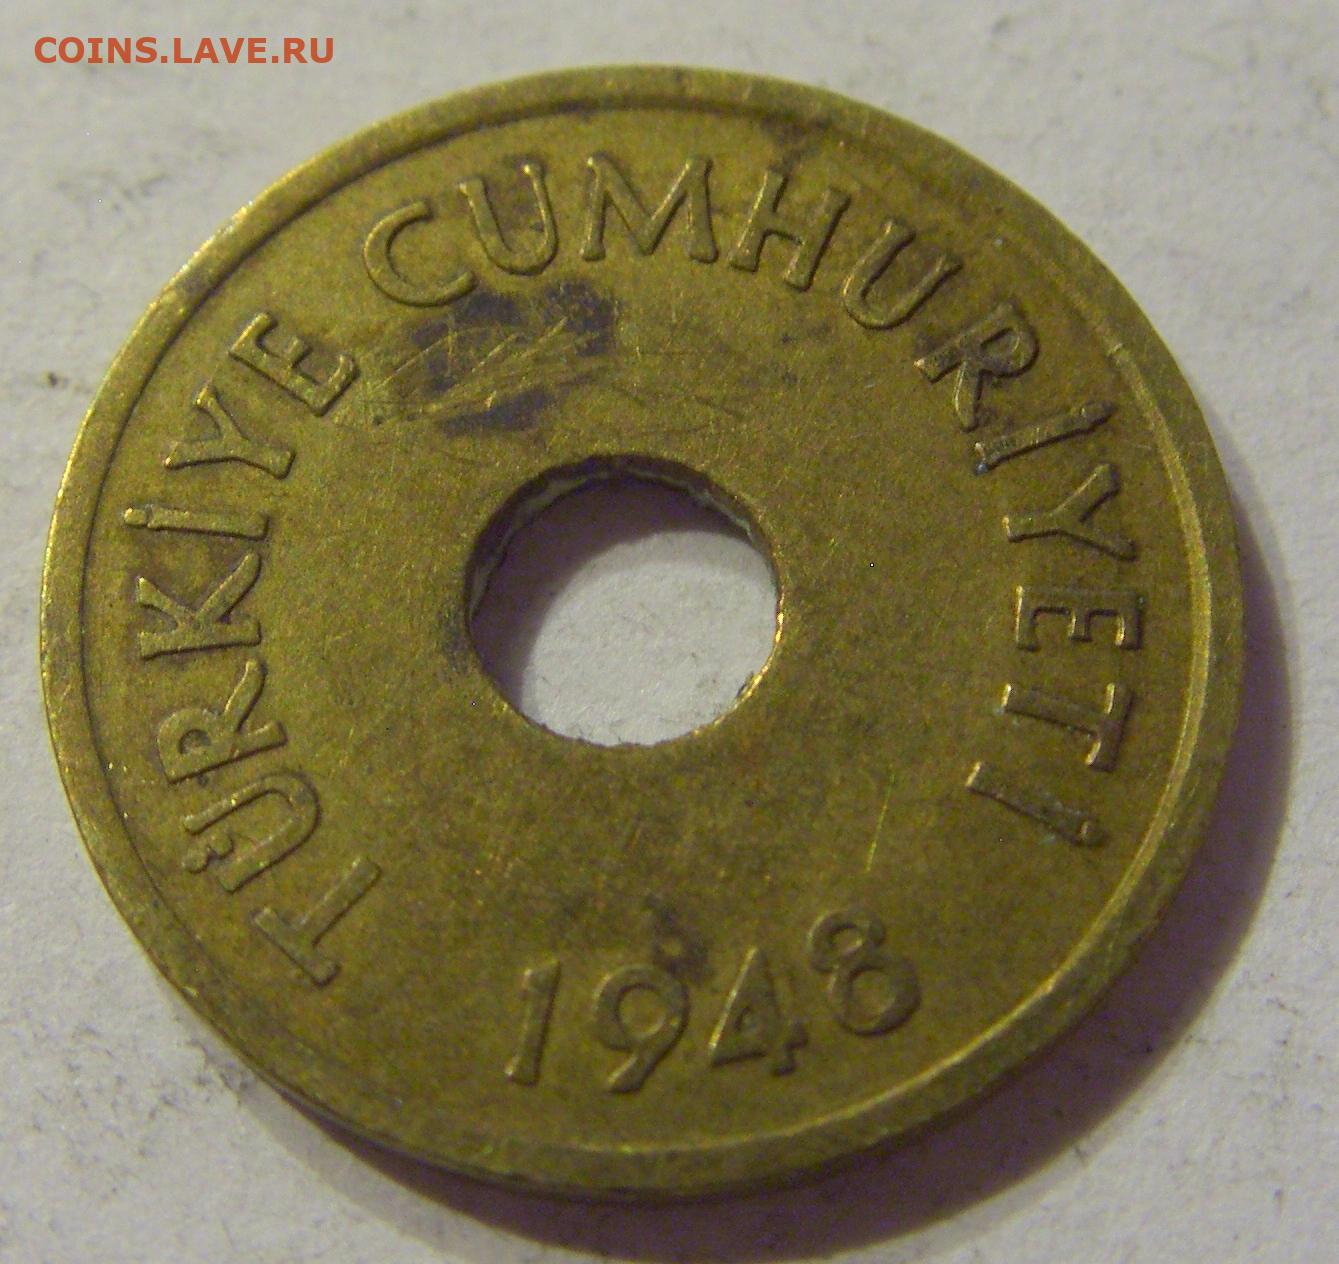 COINS.LAVE.RU
TÜRKİYE CUMHURİYETİ
1948